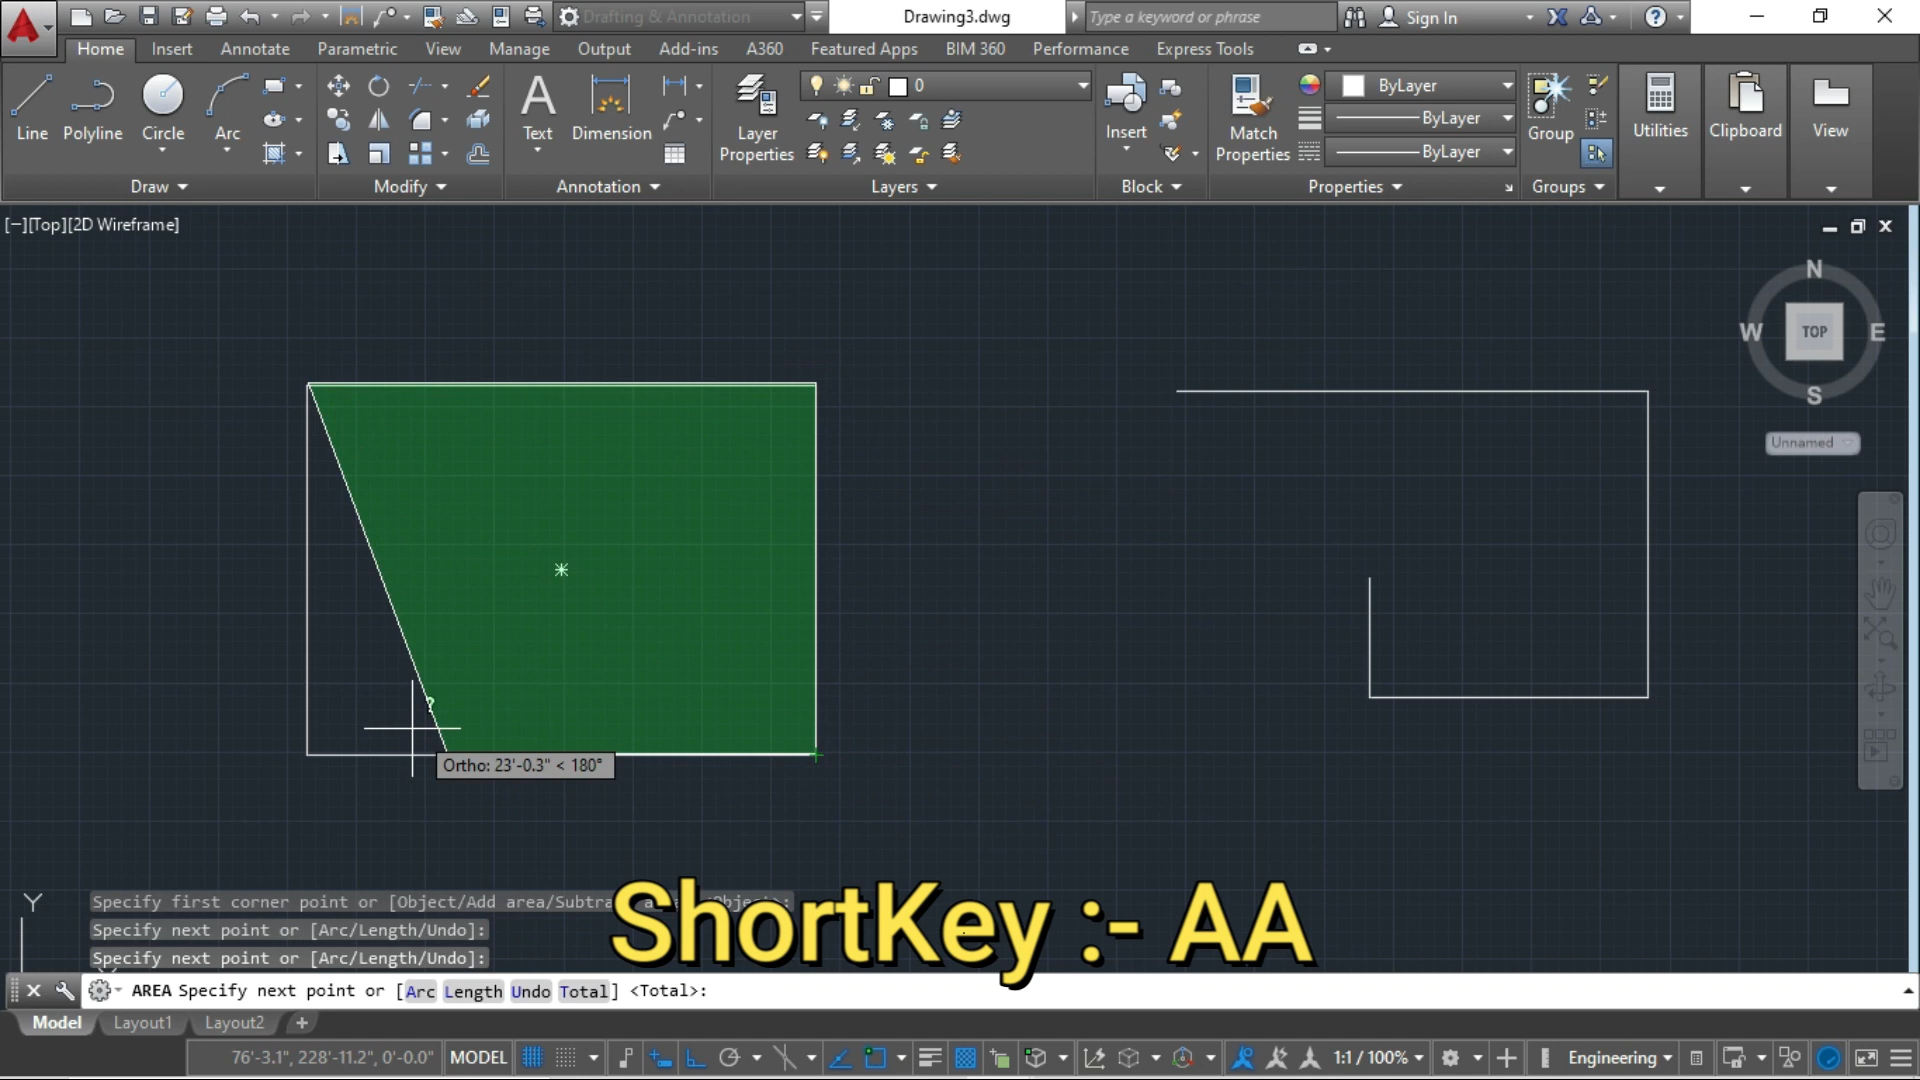 Drafting & Annotation
Drawing3.dwg
Type a keyword or phrase
Sign In
Home Insert Annotate Parametric View Manage Output Add-ins A360 Featured Apps BIM 360 Performance Express Tools
Line Polyline Circle Arc
Text Dimension
Layer Properties
0
Insert
Match Properties
ByLayer
ByLayer
ByLayer
Group
Utilities
Clipboard
View
Draw Modify Annotation Layers Block Properties Groups
[−][Top][2D Wireframe]
N
W TOP E
S
Unnamed
?
Ortho: 23'-0.3" < 180°
Y
Specify first corner point or [Object/Add area/Subtra
Specify next point or [Arc/Length/Undo]:
Specify next point or [Arc/Length/Undo]:
ShortKey :- AA
AREA Specify next point or [Arc Length Undo Total] <Total>:
Model Layout1 Layout2 +
76'-3.1", 228'-11.2", 0'-0.0" MODEL 1:1 / 100% Engineering